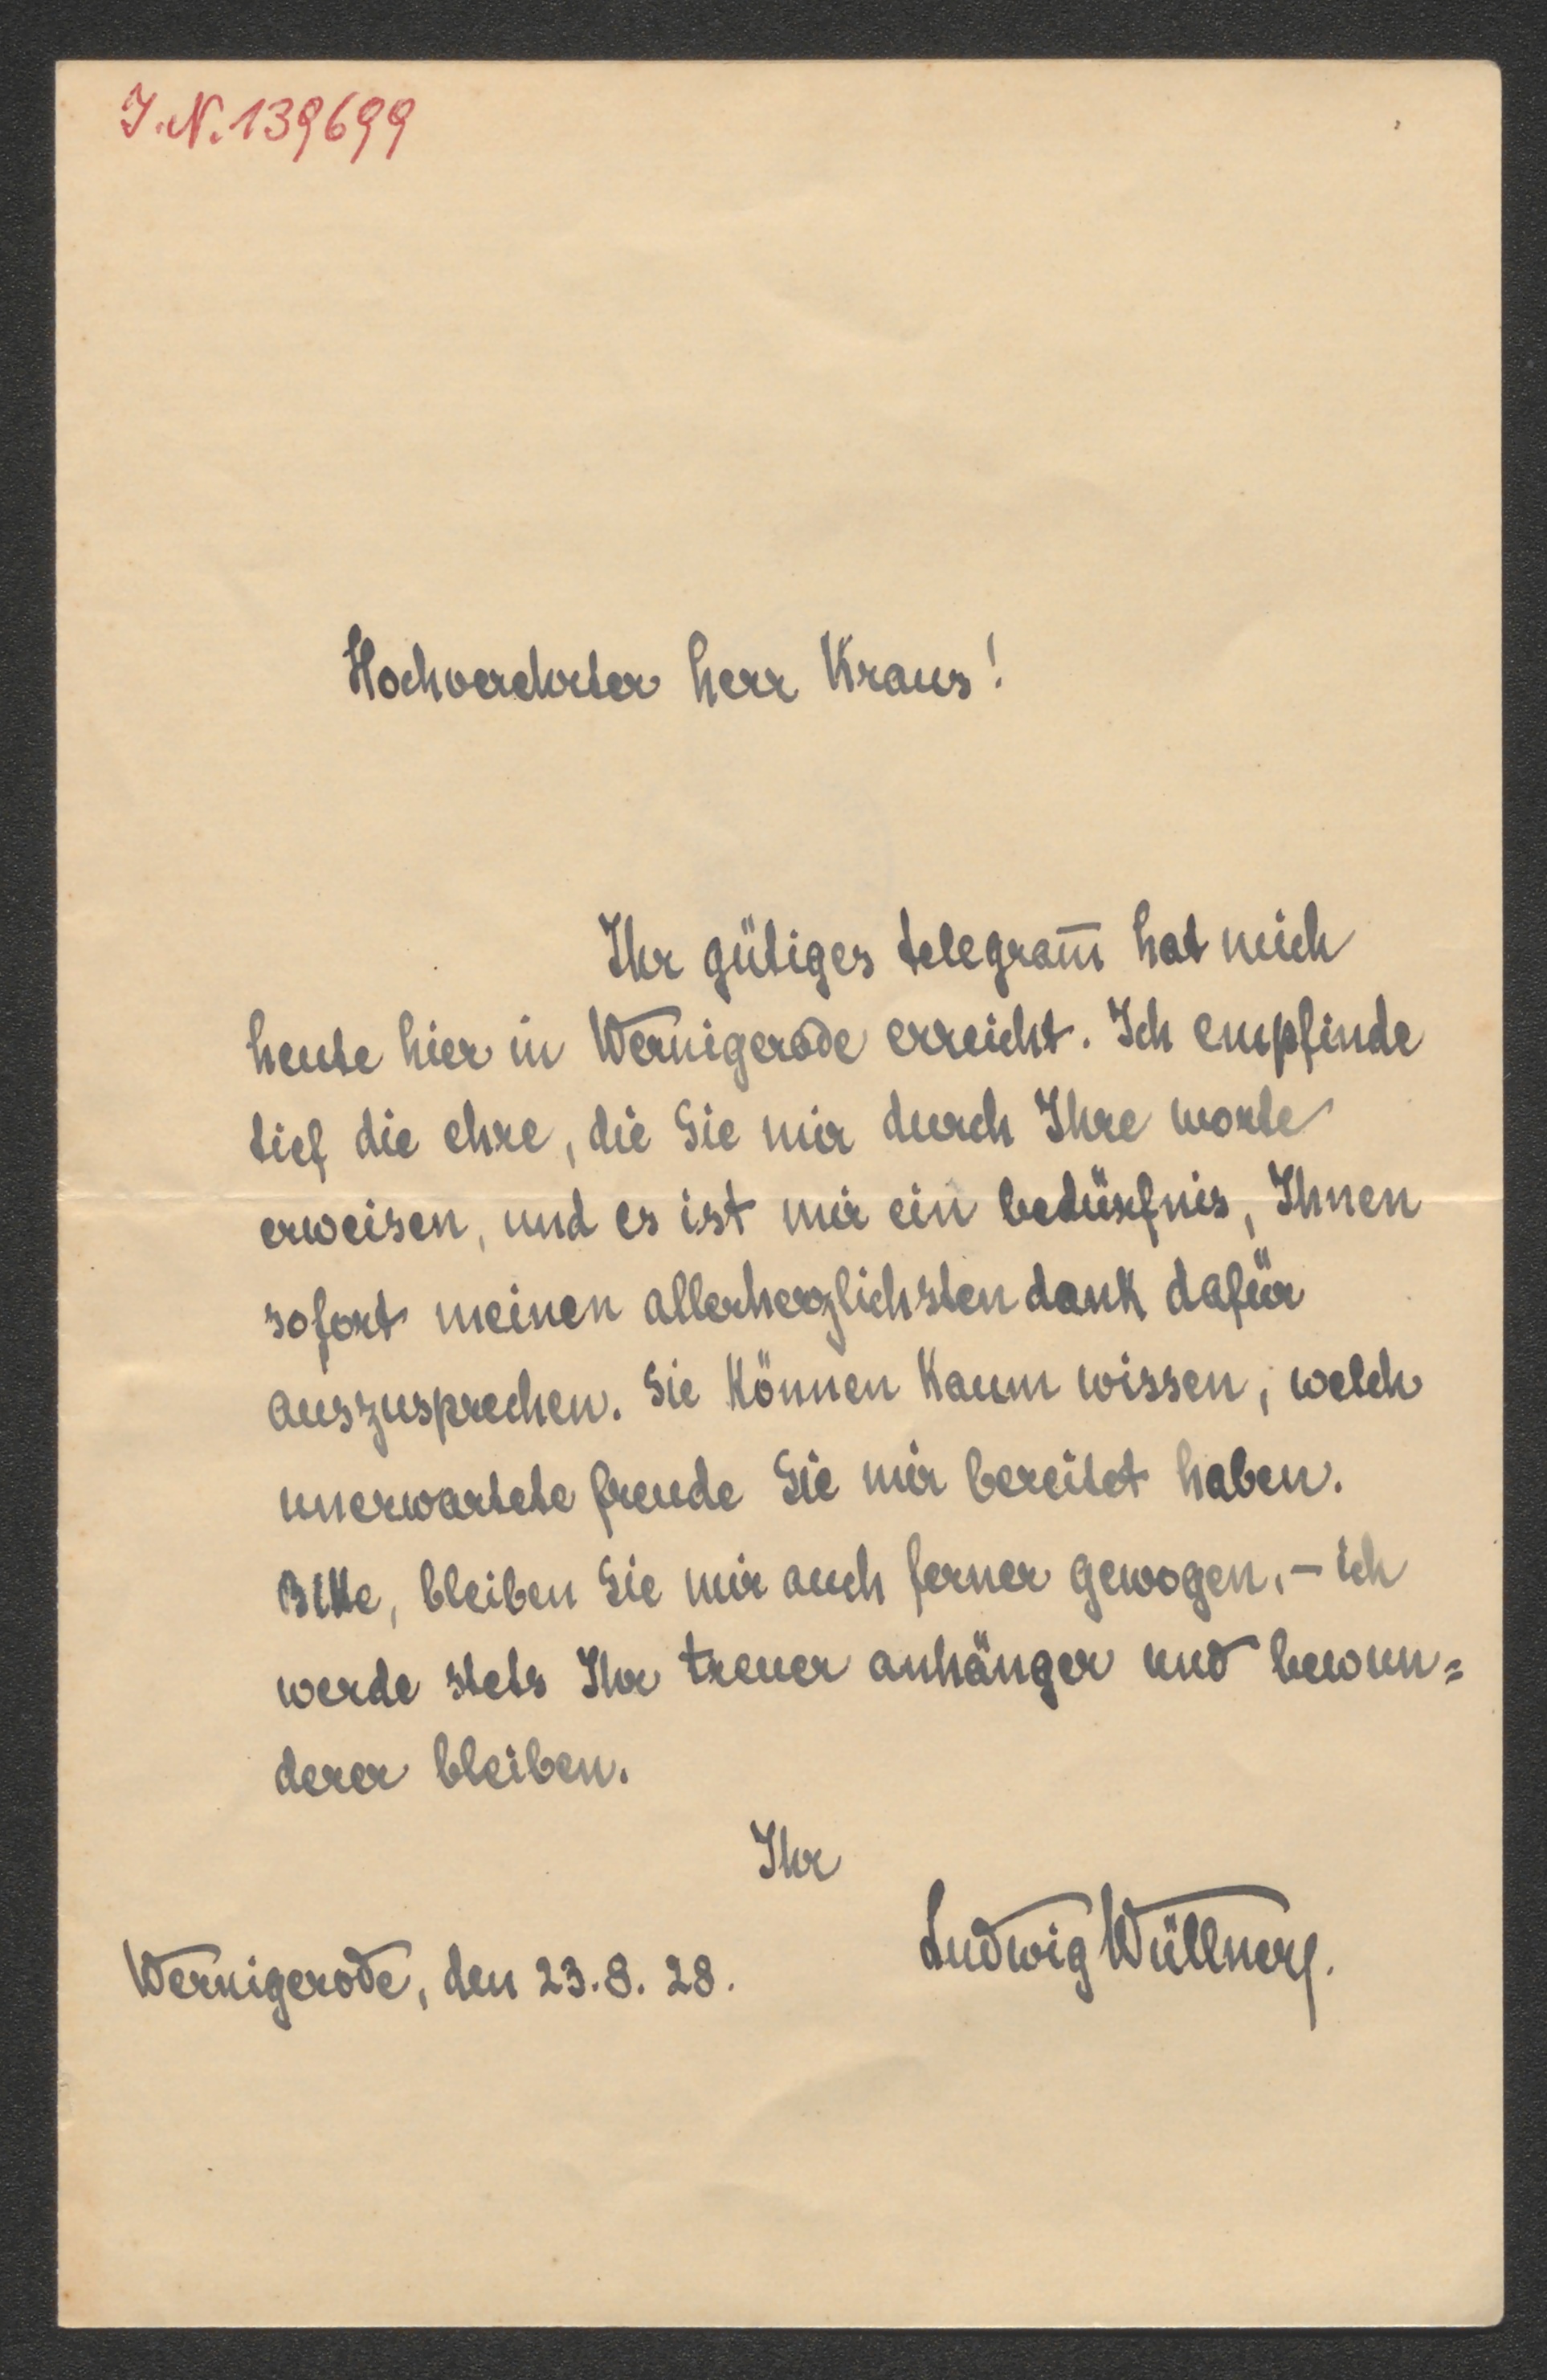 J.N.139699
Hochverehrter herr Kraus!
Ihr gütiges telegram̅ hat mich
heute hier in Wernigerode erreicht. Ich empfinde
tief die ehre, die Sie mir durch Ihre worte
erweisen, und es ist mir ein bedürfnis, Ihnen
sofort meinen allerherzlichsten dank dafür
auszusprechen. Sie können kaum wissen, welch
unerwartete freude Sie mir bereitet haben.
Bitte, bleiben Sie mir auch ferner gewogen, – ich
werde stets Ihr treuer anhänger und bewun=
derer bleiben.
Ihr
Ludwig Wüllner.
Wernigerode, den 23.8.28.